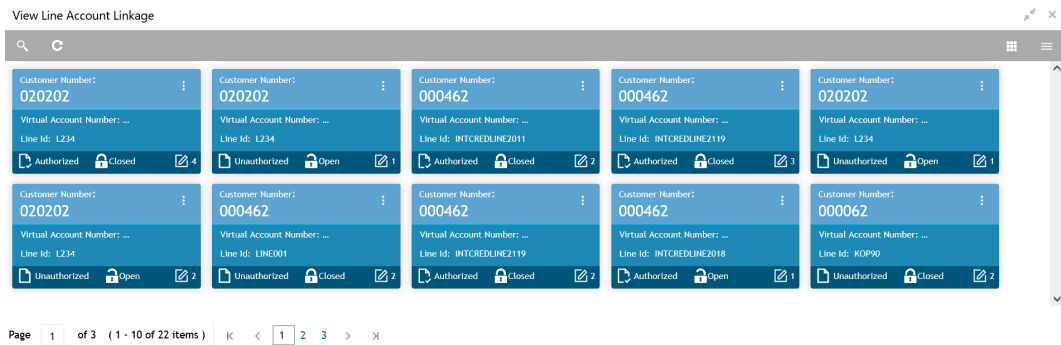 View Line Account Linkage
Customer Number:
020202
Virtual Account Number: ...
Line Id: L234
Authorized Closed 4
Customer Number:
020202
Virtual Account Number: ...
Line Id: L234
Unauthorized Open 1
Customer Number:
000462
Virtual Account Number: ...
Line Id: INTCREDLINE2011
Authorized Closed 2
Customer Number:
000462
Virtual Account Number: ...
Line Id: INTCREDLINE2119
Authorized Closed 3
Customer Number:
020202
Virtual Account Number: ...
Line Id: L234
Unauthorized Open 1
Customer Number:
020202
Virtual Account Number: ...
Line Id: L234
Unauthorized Open 2
Customer Number:
000462
Virtual Account Number: ...
Line Id: LINE001
Unauthorized Closed 2
Customer Number:
000462
Virtual Account Number: ...
Line Id: INTCREDLINE2119
Authorized Closed 2
Customer Number:
000462
Virtual Account Number: ...
Line Id: INTCREDLINE2018
Authorized Open 1
Customer Number:
000062
Virtual Account Number: ...
Line Id: KOP90
Unauthorized Closed 2
Page 1 of 3 ( 1 - 10 of 22 items ) 1 2 3